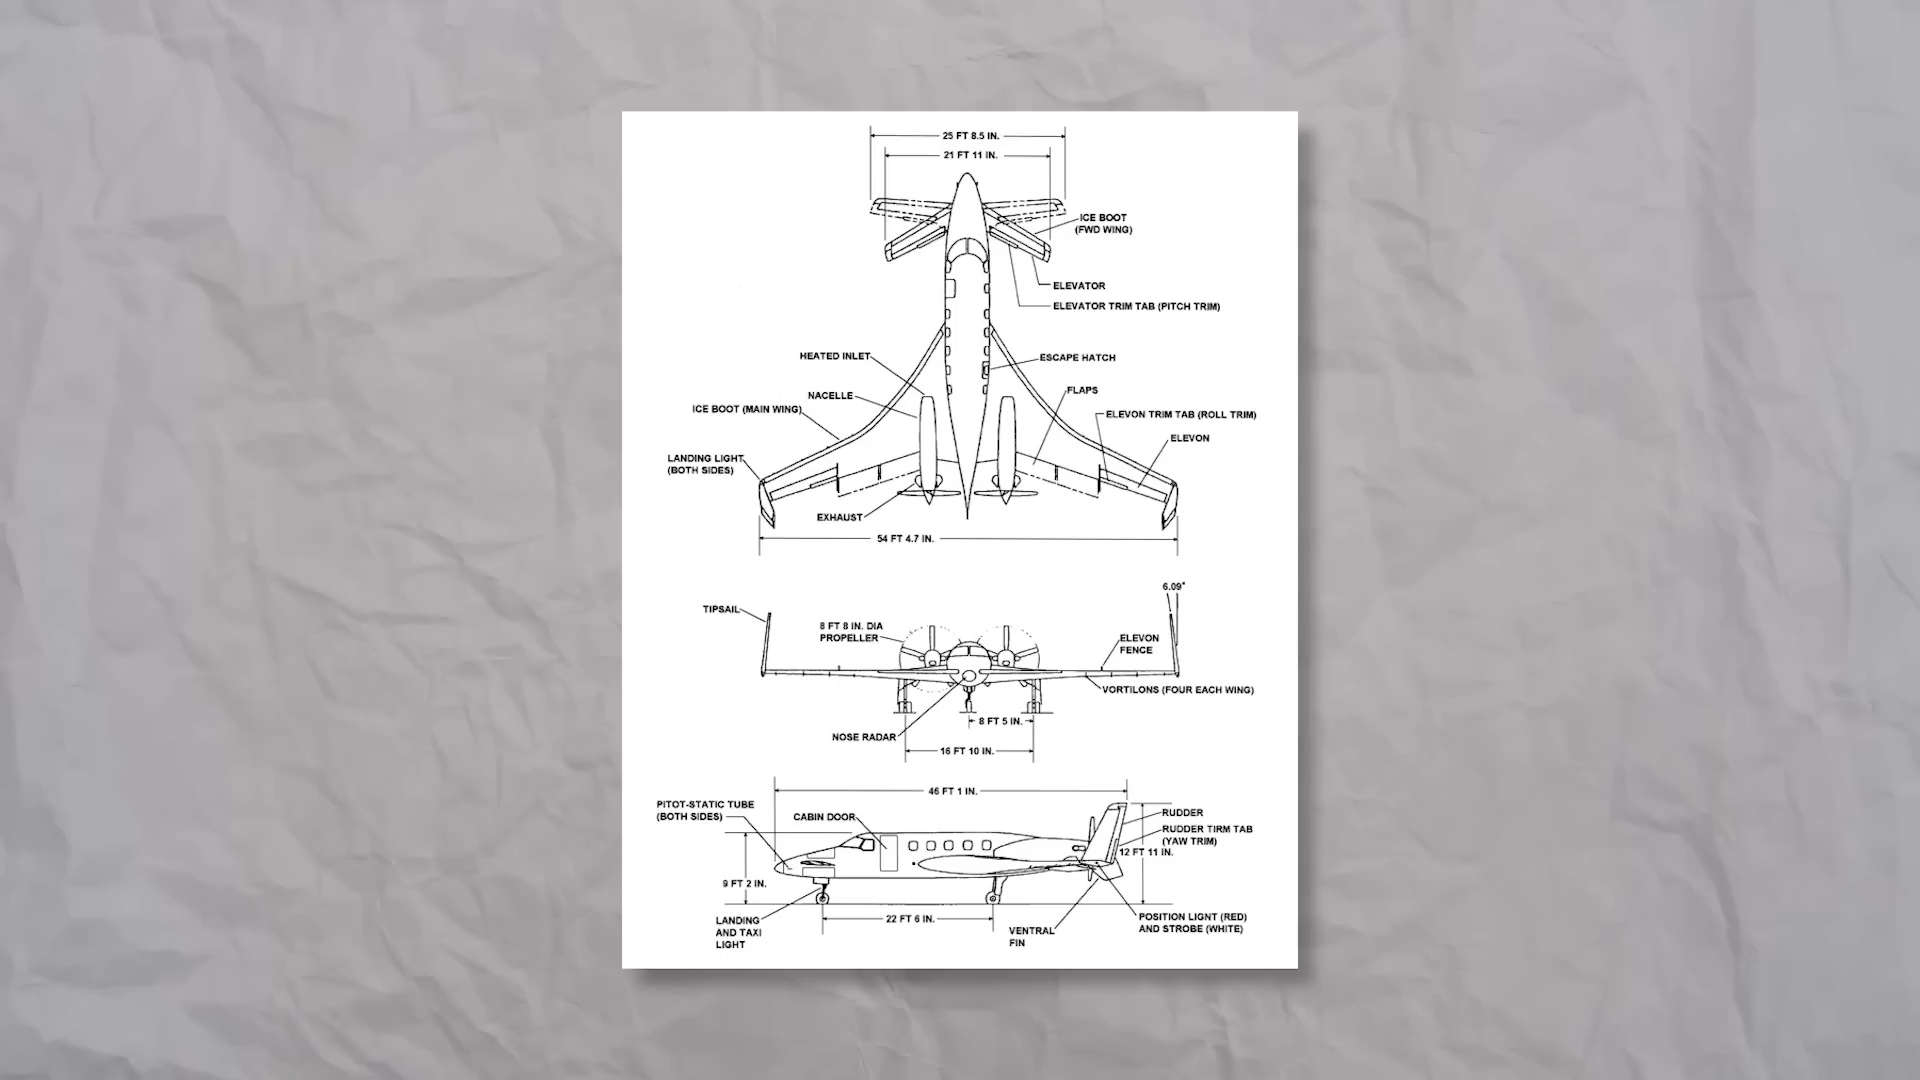 25 FT 8.5 IN.
21 FT 11 IN.
ICE BOOT
(FWD WING)
ELEVATOR
ELEVATOR TRIM TAB (PITCH TRIM)
HEATED INLET
ESCAPE HATCH
NACELLE
FLAPS
ICE BOOT (MAIN WING)
ELEVON TRIM TAB (ROLL TRIM)
ELEVON
LANDING LIGHT
(BOTH SIDES)
EXHAUST
54 FT 4.7 IN.
6.09°
TIPSAIL
8 FT 8 IN. DIA
PROPELLER
ELEVON
FENCE
VORTILONS (FOUR EACH WING)
8 FT 5 IN.
NOSE RADAR
16 FT 10 IN.
46 FT 1 IN.
PITOT-STATIC TUBE
(BOTH SIDES)
CABIN DOOR
RUDDER
RUDDER TIRM TAB
(YAW TRIM)
12 FT 11 IN.
9 FT 2 IN.
LANDING
AND TAXI
LIGHT
22 FT 6 IN.
VENTRAL
FIN
POSITION LIGNT (RED)
AND STROBE (WHITE)